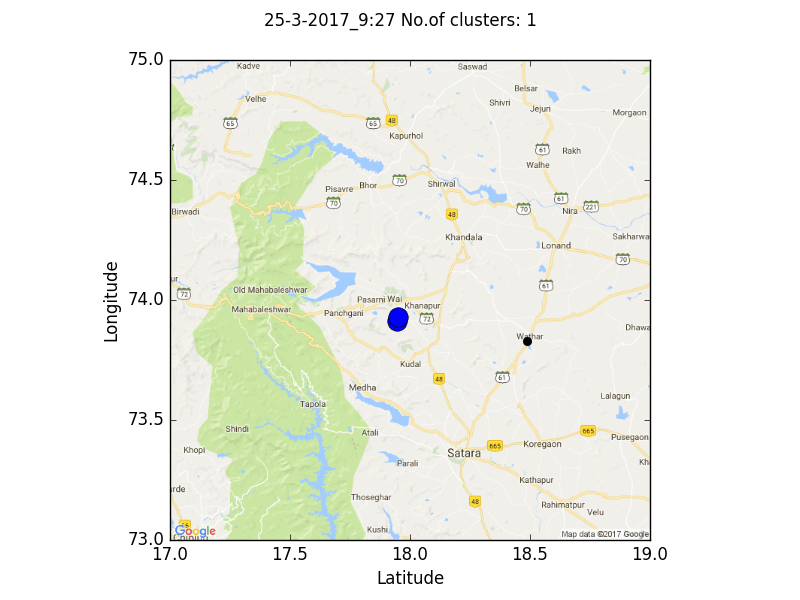 25-3-2017_9:27 No.of clusters: 1
75.0
74.5
74.0
73.5
73.0
17.0
17.5
18.0
18.5
19.0
Longitude
Latitude
Kadve
Saswad
Velhe
Belsar
Shivri
Jejuri
Morgaon
65
65
48
Kapurhol
61
Rakh
Walhe
Pisavre
Bhor
70
Shirwal
70
61
Birwadi
48
70
Nira
221
Khandala
Lonand
Sakharwa
70
ur
72
Old Mahabaleshwar
61
Pasarni
Wai
Khanapur
Mahabaleshwar
Panchgani
72
Dhawa
Wathar
Kudal
48
61
Medha
Tapola
Lalagun
Shindi
Atali
665
Pusegaon
Khopi
Satara
665
Koregaon
Parali
Kh
Kathapur
arde
Thoseghar
48
Rahimatpur
Velu
Kushi
Google
Map data ©2017 Google